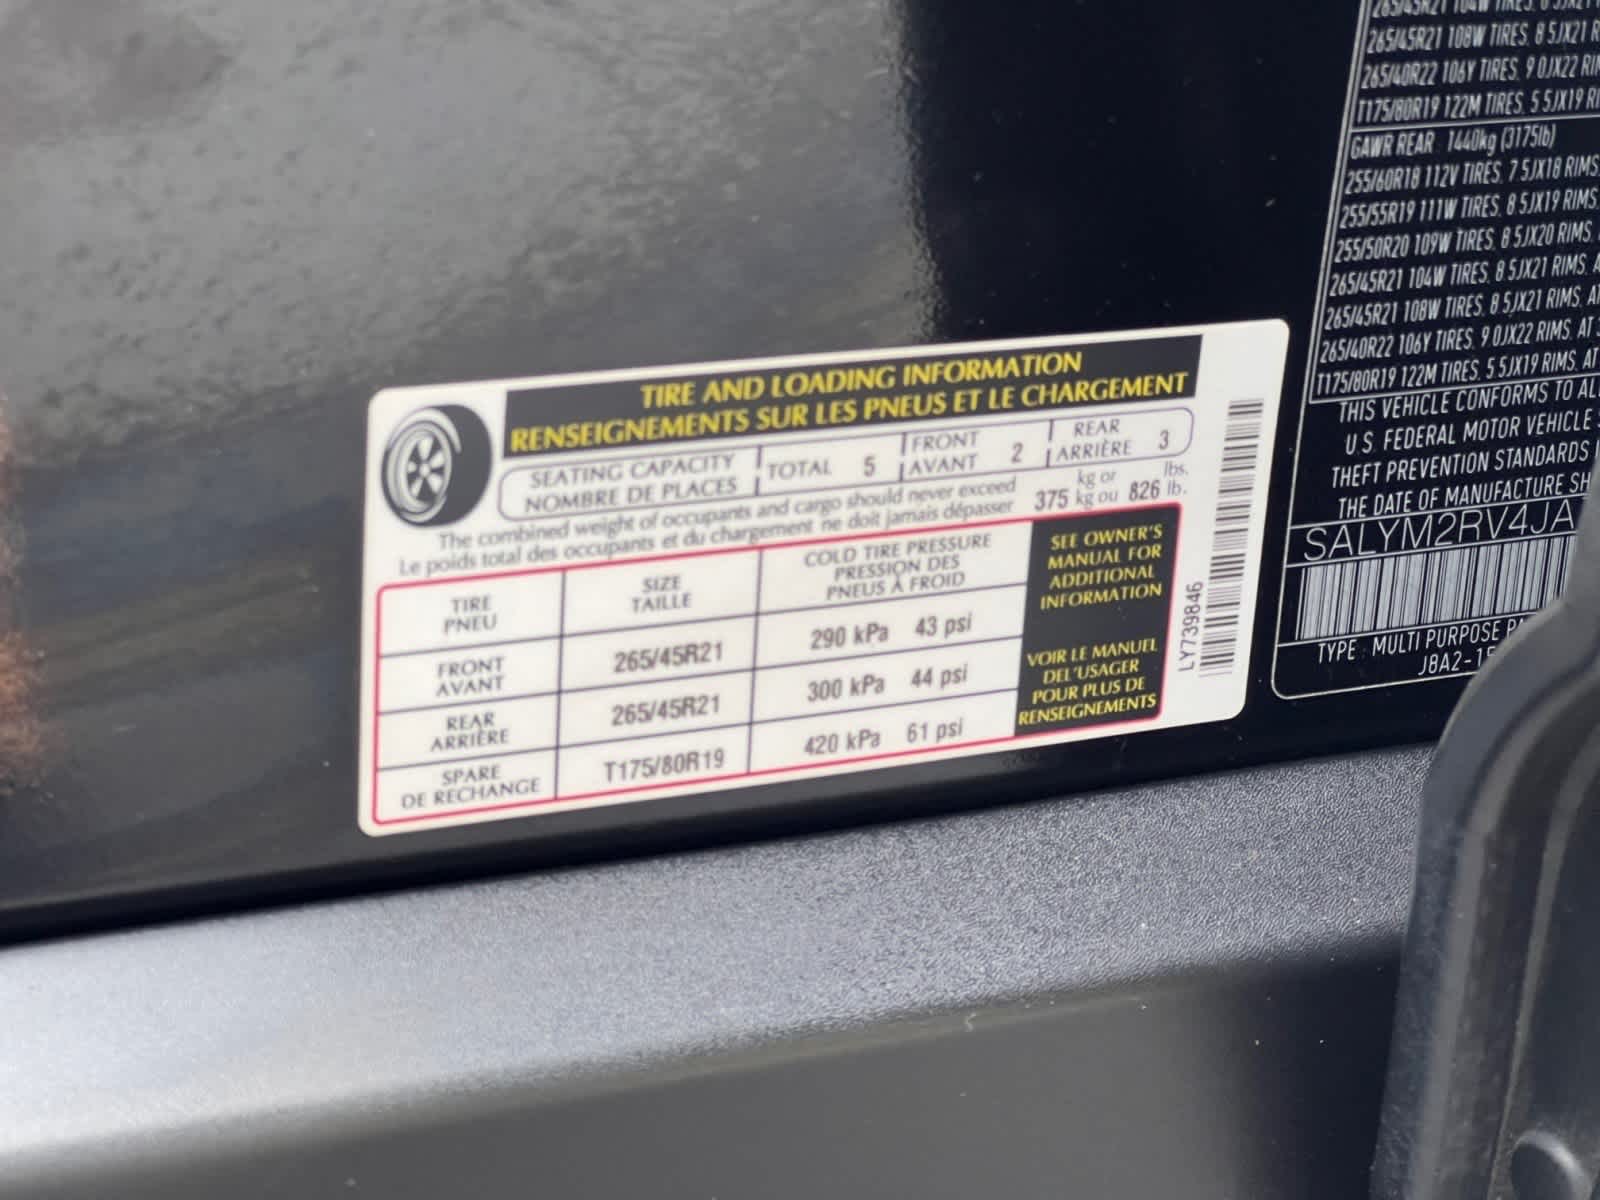 TIRE AND LOADING INFORMATION
RENSEIGNEMENTS SUR LES PNEUS ET LE CHARGEMENT
SEATING CAPACITY
NOMBRE DE PLACES
TOTAL 5
FRONT
AVANT 2
REAR
ARRIÈRE 3
The combined weight of occupants and cargo should never exceed 375 kg or 826 lbs.
Le poids total des occupants et du chargement ne doit jamais dépasser kg ou lb.
TIRE
PNEU
SIZE
TAILLE
COLD TIRE PRESSURE
PRESSION DES
PNEUS À FROID
FRONT
AVANT
265/45R21
290 kPa 43 psi
REAR
ARRIÈRE
265/45R21
300 kPa 44 psi
SPARE
DE RECHANGE
T175/80R19
420 kPa 61 psi
SEE OWNER'S
MANUAL FOR
ADDITIONAL
INFORMATION
VOIR LE MANUEL
DEL'USAGER
POUR PLUS DE
RENSEIGNEMENTS
LY739846
265/45R21 104W TIRES,
265/45R21 108W TIRES, 8 5JX21
265/40R22 106Y TIRES, 9 0JX22
T175/80R19 122M TIRES, 5 5JX19
GAWR REAR 1440kg (3175lb)
255/60R18 112V TIRES, 7 5JX18 RIMS,
255/55R19 111W TIRES, 8 5JX19 RIMS,
255/50R20 109W TIRES, 8 5JX20 RIMS,
265/45R21 104W TIRES, 8 5JX21 RIMS,
265/45R21 108W TIRES, 8 5JX21 RIMS, AT
265/40R22 106Y TIRES, 9 0JX22 RIMS, AT
T175/80R19 122M TIRES, 5 5JX19 RIMS, AT
THIS VEHICLE CONFORMS TO AL
U.S. FEDERAL MOTOR VEHICLE
THEFT PREVENTION STANDARDS
THE DATE OF MANUFACTURE SH
SALYM2RV4JA
TYPE : MULTI PURPOSE
J8A2-15